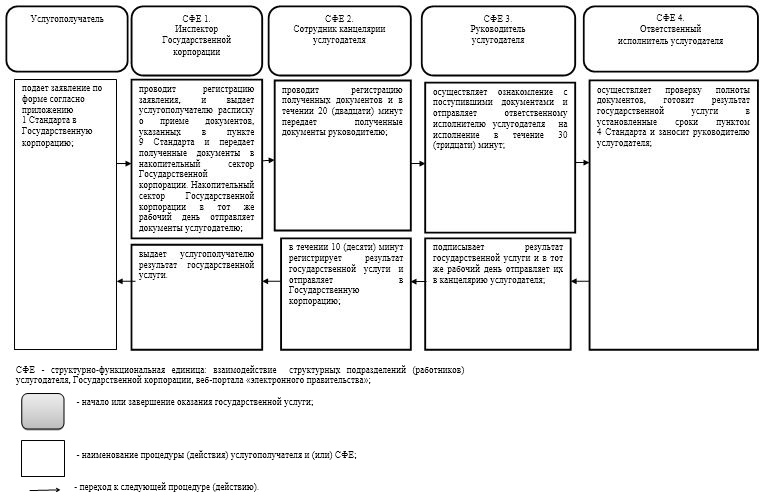 Услугополучатель
СФЕ 1.
Инспектор
Государственной
корпорации
СФЕ 2.
Сотрудник канцелярии
услугодателя
СФЕ 3.
Руководитель
услугодателя
СФЕ 4.
Ответственный
исполнитель услугодателя
подает заявление по
форме согласно
приложению
1 Стандарта в
Государственную
корпорацию;
проводит регистрацию
заявления, и выдает
услугополучателю расписку
о приеме документов,
указанных в пункте
9 Стандарта и передает
полученные документы в
накопительный сектор
Государственной
корпорации. Накопительный
сектор Государственной
корпорации в тот же
рабочий день отправляет
документы услугодателю;
проводит регистрацию
полученных документов и в
течении 20 (двадцати) минут
передает полученные
документы руководителю;
осуществляет ознакомление с
поступившими документами и
отправляет ответственному
исполнителю услугодателя на
исполнение в течение 30
(тридцати) минут;
осуществляет проверку полноты
документов, готовит результат
государственной услуги в
установленные сроки пунктом
4 Стандарта и заносит руководителю
услугодателя;
выдает услугополучателю
результат государственной
услуги.
в течении 10 (десяти) минут
регистрирует результат
государственной услуги и
отправляет в
Государственную
корпорацию;
подписывает результат
государственной услуги и в тот
же рабочий день отправляет их
в канцелярию услугодателя;
СФЕ - структурно-функциональная единица: взаимодействие структурных подразделений (работников)
услугодателя, Государственной корпорации, веб-портала «электронного правительства»;
- начало или завершение оказания государственной услуги;
- наименование процедуры (действия) услугополучателя и (или) СФЕ;
- переход к следующей процедуре (действию).